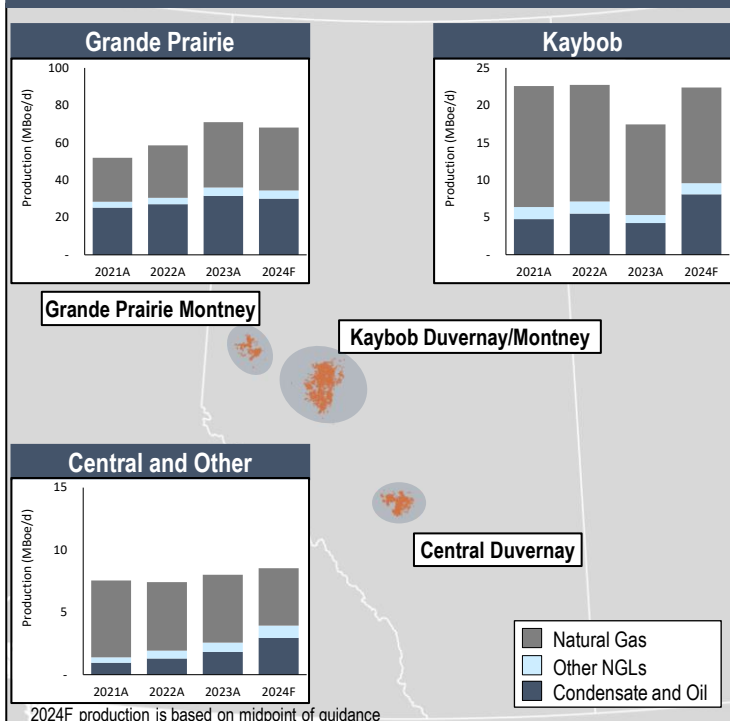 Grande Prairie
Production (MBoe/d)
100
80
60
40
20
-
2021A 2022A 2023A 2024F
Kaybob
Production (MBoe/d)
25
20
15
10
5
-
2021A 2022A 2023A 2024F
Grande Prairie Montney
Kaybob Duvernay/Montney
Central and Other
Production (MBoe/d)
15
10
5
-
2021A 2022A 2023A 2024F
Central Duvernay
Natural Gas
Other NGLs
Condensate and Oil
2024F production is based on midpoint of guidance